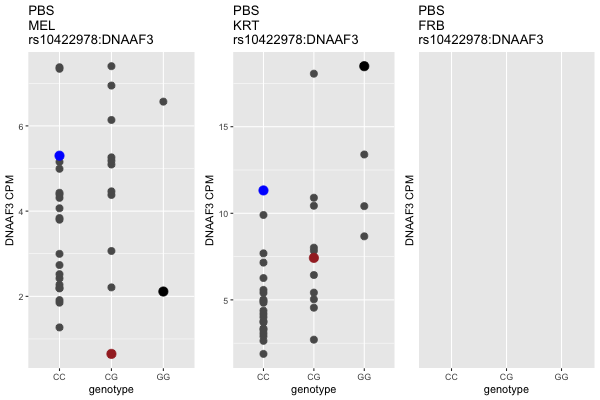 PBS
MEL
rs10422978:DNAAF3
DNAAF3 CPM
6
4
2
CC CG GG
genotype
PBS
KRT
rs10422978:DNAAF3
DNAAF3 CPM
15
10
5
CC CG GG
genotype
PBS
FRB
rs10422978:DNAAF3
DNAAF3 CPM
CC CG GG
genotype